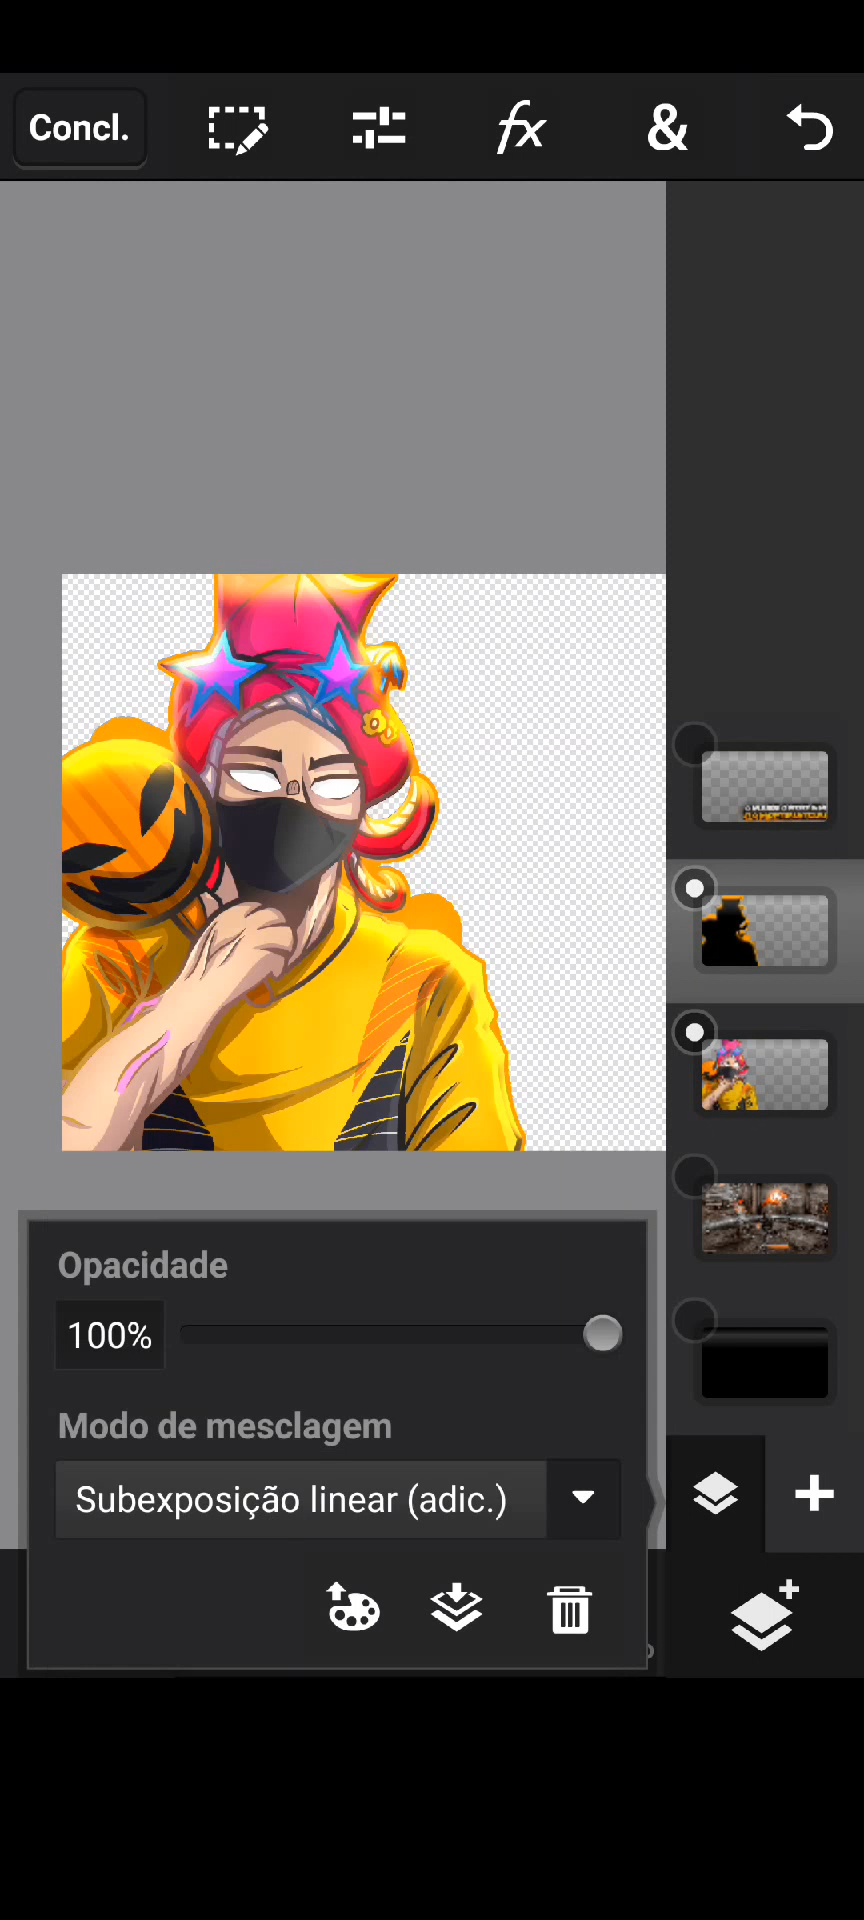 Concl.
fx
&
Opacidade
100%
Modo de mesclagem
Subexposição linear (adic.)